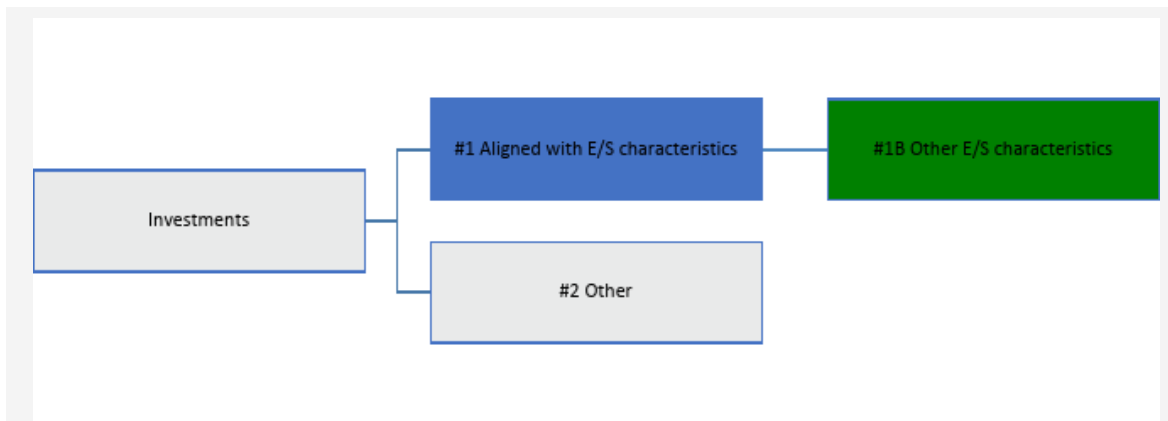 #1 Aligned with E/S characteristics
#1B Other E/S characteristics
Investments
#2 Other